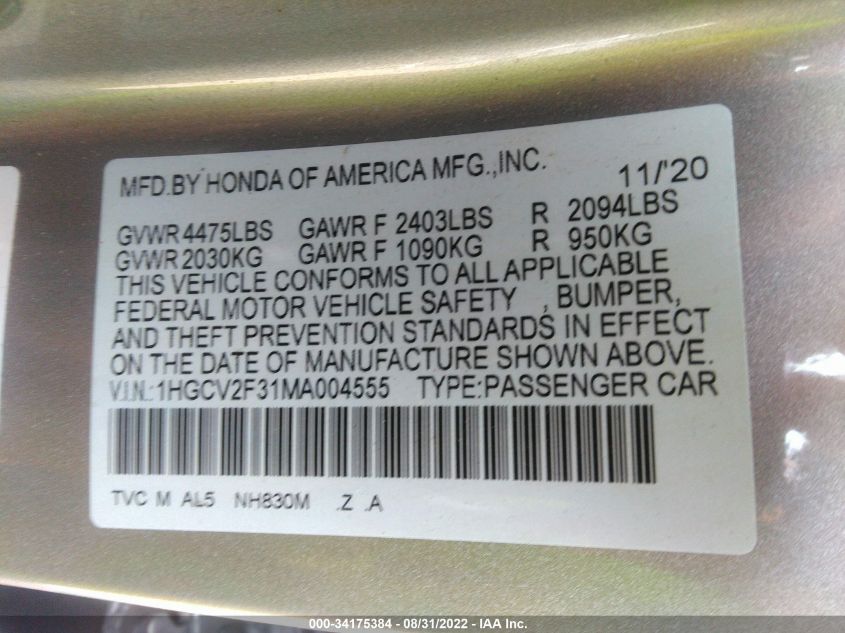 MFD.BY HONDA OF AMERICA MFG.,INC. 11/'20
GVWR 4475LBS GAWR F 2403LBS R 2094LBS
GVWR 2030KG GAWR F 1090KG R 950KG
THIS VEHICLE CONFORMS TO ALL APPLICABLE
FEDERAL MOTOR VEHICLE SAFETY , BUMPER,
AND THEFT PREVENTION STANDARDS IN EFFECT
ON THE DATE OF MANUFACTURE SHOWN ABOVE.
V.I.N.:1HGCV2F31MA004555 TYPE:PASSENGER CAR
TVC M AL5 NH830M .Z .A
000-34175384 - 08/31/2022 - IAA Inc.